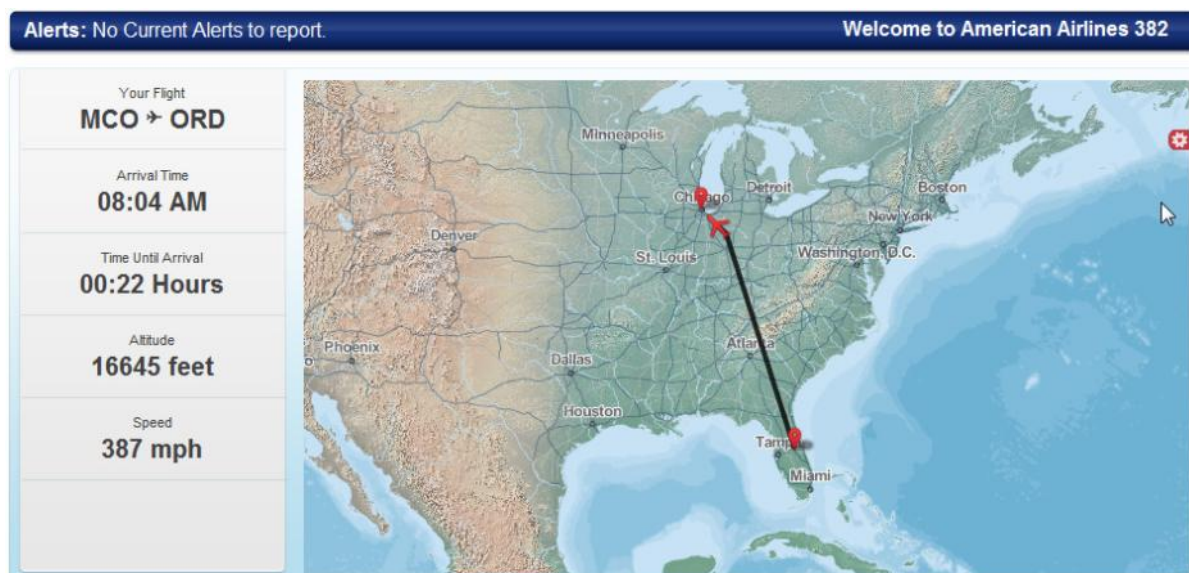 Alerts: No Current Alerts to report.
Welcome to American Airlines 382
Your Flight
MCO ✈ ORD
Arrival Time
08:04 AM
Time Until Arrival
00:22 Hours
Altitude
16645 feet
Speed
387 mph
Minneapolis
Chicago
Detroit
Boston
New York
Denver
St. Louis
Washington, D.C.
Phoenix
Dallas
Atlanta
Houston
Tampa
Miami